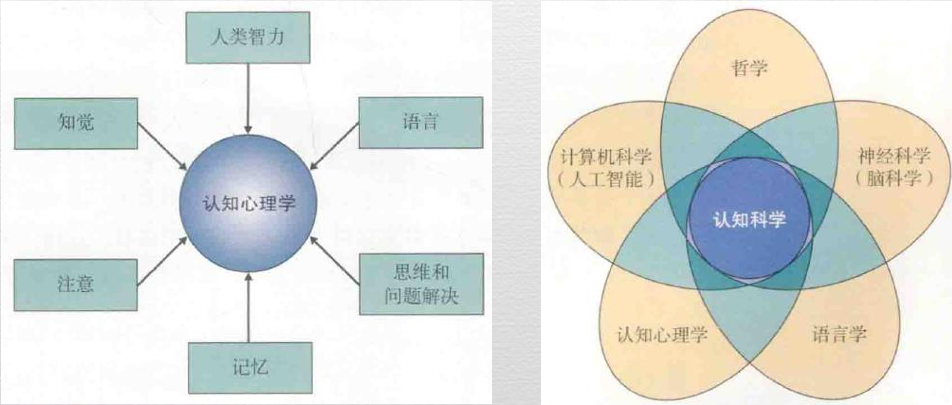 人类智力
知觉
语言
认知心理学
注意
思维和
问题解决
记忆
哲学
计算机科学
（人工智能）
神经科学
（脑科学）
认知科学
认知心理学
语言学